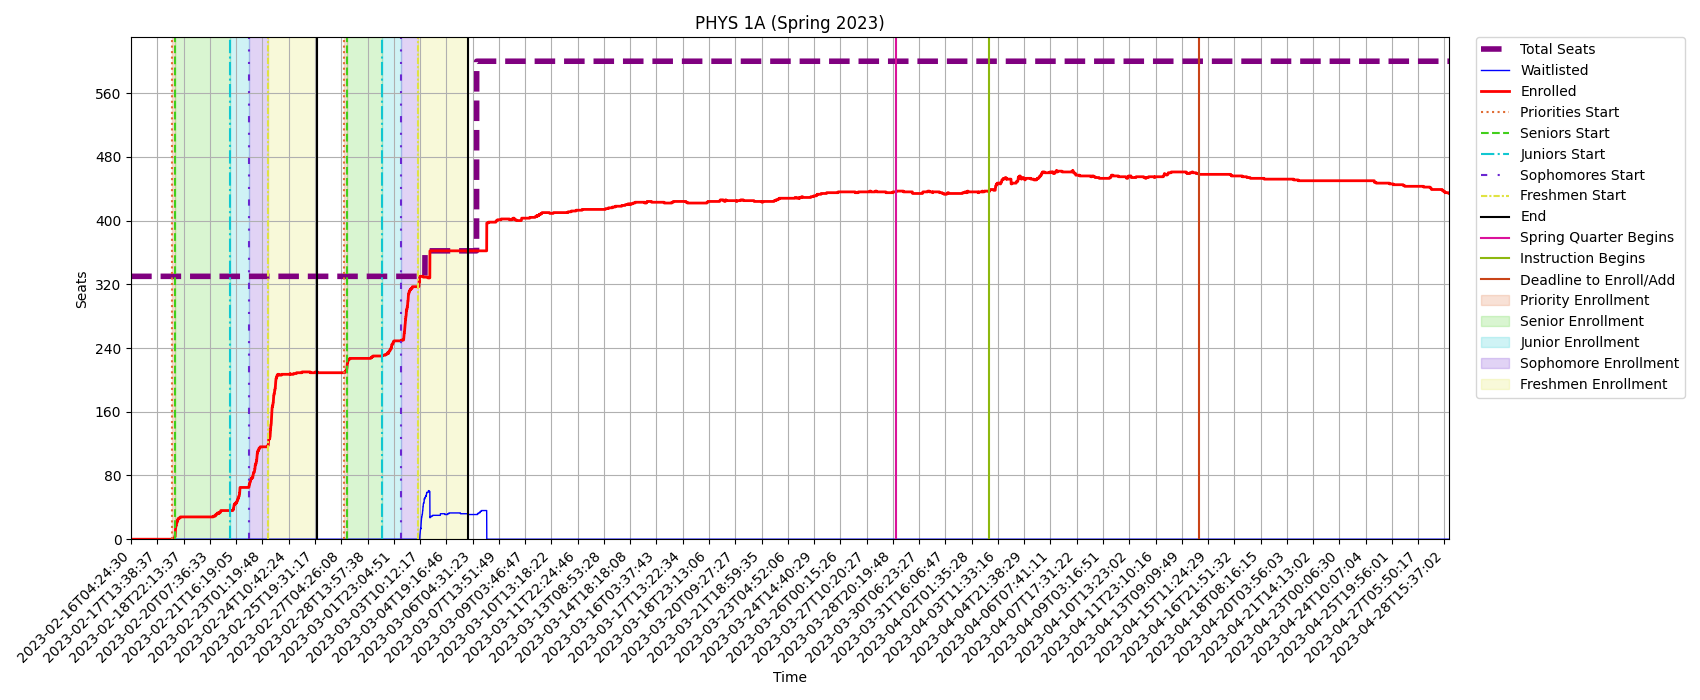 PHYS 1A (Spring 2023)
Seats
560
480
400
320
240
160
80
0
2023-02-16T04:24:30
2023-02-17T13:38:37
2023-02-18T22:13:37
2023-02-20T07:36:33
2023-02-21T16:19:05
2023-02-23T01:19:48
2023-02-24T10:42:24
2023-02-25T19:31:17
2023-02-27T04:26:08
2023-02-28T13:57:38
2023-03-01T23:04:51
2023-03-03T10:12:17
2023-03-04T19:16:46
2023-03-06T04:31:23
2023-03-07T13:51:49
2023-03-09T03:46:47
2023-03-10T13:18:22
2023-03-11T22:24:46
2023-03-13T08:53:28
2023-03-14T18:18:08
2023-03-16T03:37:43
2023-03-17T13:22:34
2023-03-18T22:13:06
2023-03-20T09:27:27
2023-03-21T18:59:35
2023-03-23T04:52:06
2023-03-24T14:40:29
2023-03-26T00:15:26
2023-03-27T10:20:27
2023-03-28T20:19:48
2023-03-30T06:23:27
2023-03-31T16:06:47
2023-04-02T01:35:28
2023-04-03T11:33:16
2023-04-04T21:38:29
2023-04-06T07:41:11
2023-04-07T17:31:22
2023-04-09T03:16:51
2023-04-10T13:23:02
2023-04-11T23:10:16
2023-04-13T09:09:49
2023-04-15T11:24:29
2023-04-16T21:51:32
2023-04-18T08:16:15
2023-04-20T03:56:03
2023-04-21T14:13:02
2023-04-23T00:06:30
2023-04-24T10:07:04
2023-04-25T19:56:01
2023-04-27T05:50:17
2023-04-28T15:37:02
Time
Total Seats
Waitlisted
Enrolled
Priorities Start
Seniors Start
Juniors Start
Sophomores Start
Freshmen Start
End
Spring Quarter Begins
Instruction Begins
Deadline to Enroll/Add
Priority Enrollment
Senior Enrollment
Junior Enrollment
Sophomore Enrollment
Freshmen Enrollment